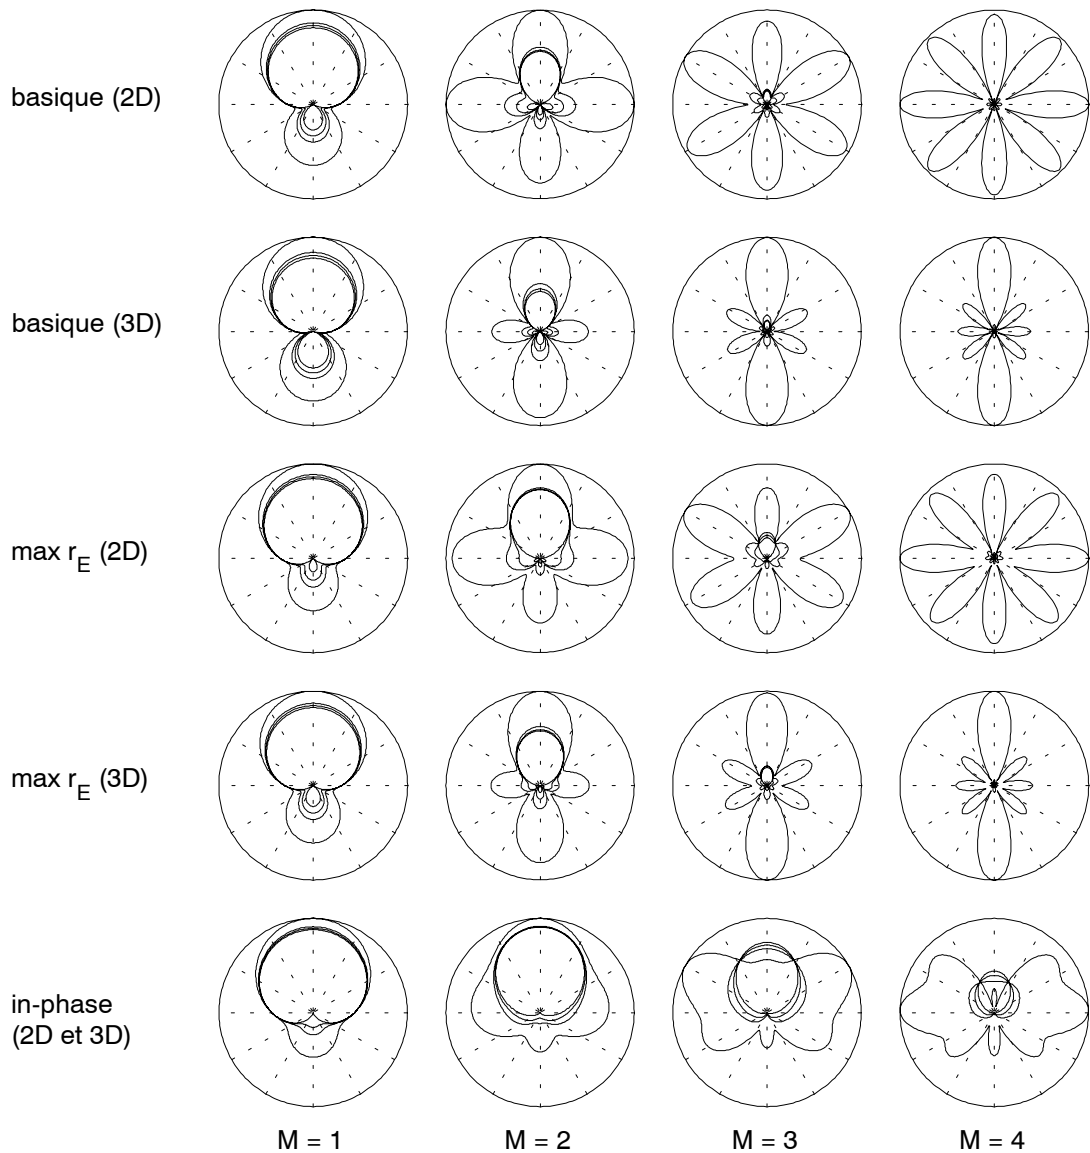 basique (2D)
basique (3D)
max r_E (2D)
max r_E (3D)
in-phase
(2D et 3D)
M = 1 M = 2 M = 3 M = 4